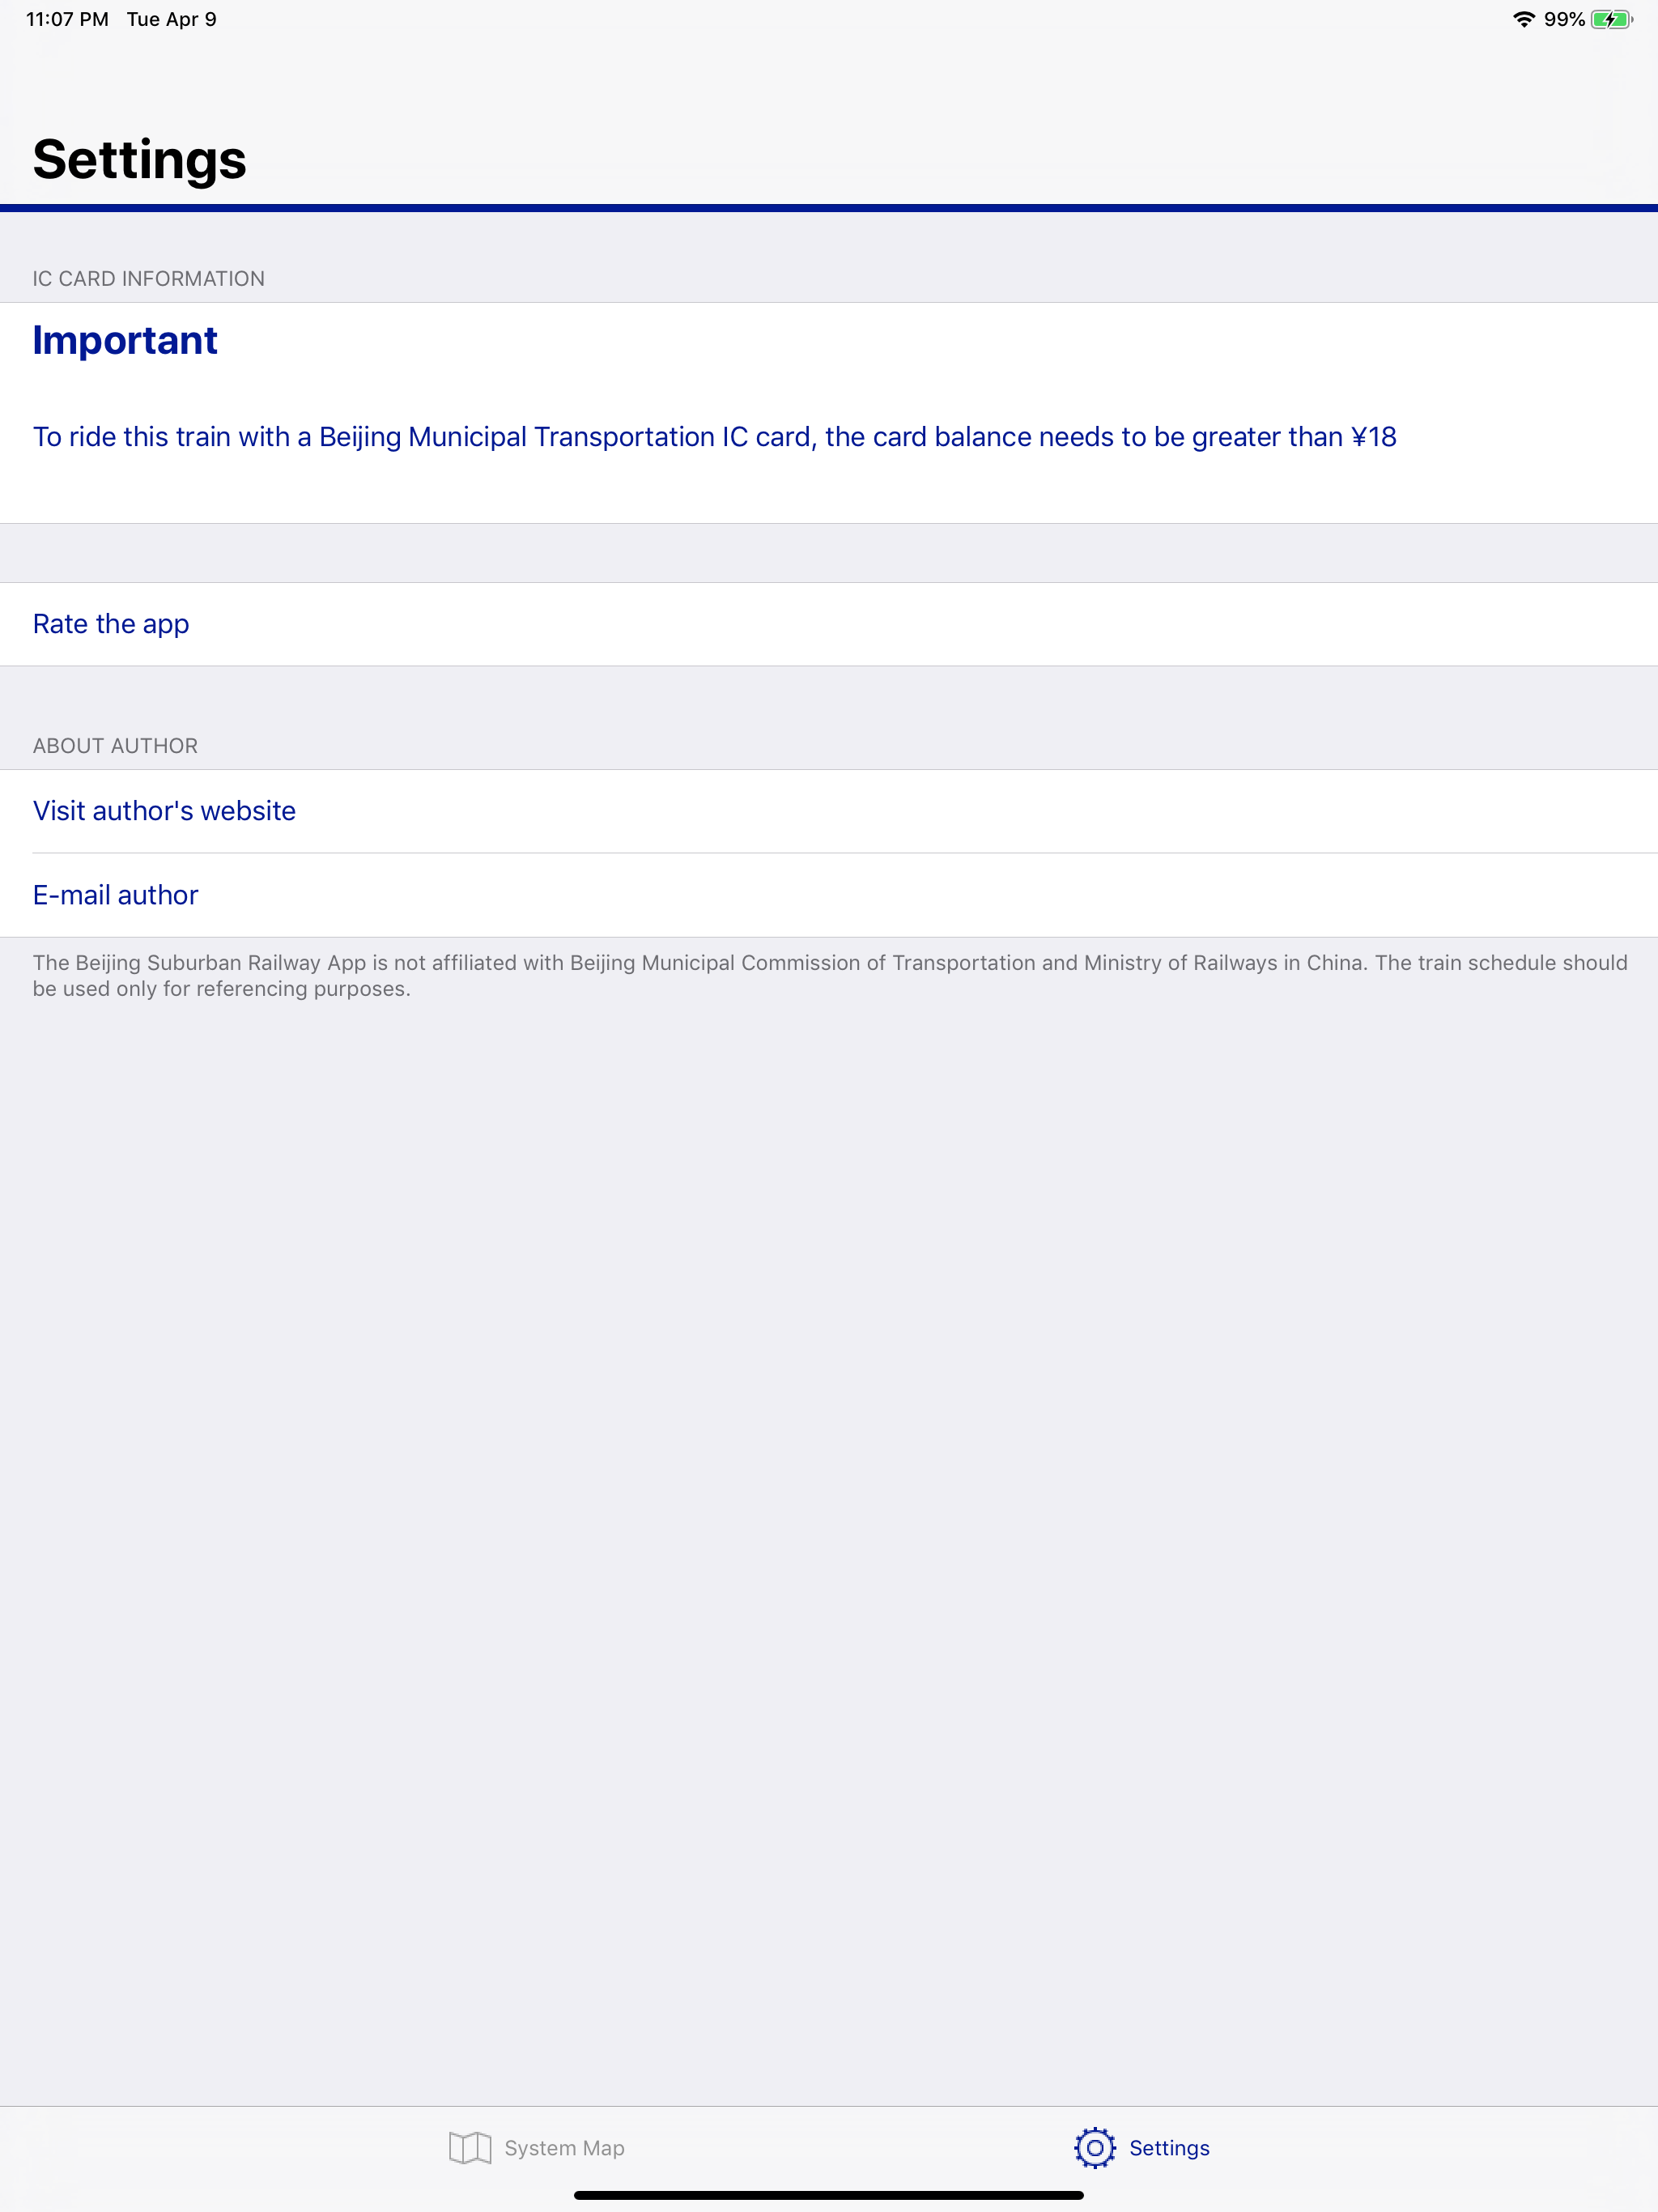 11:07 PM Tue Apr 9 99%
Settings
IC CARD INFORMATION
Important
To ride this train with a Beijing Municipal Transportation IC card, the card balance needs to be greater than ¥18
Rate the app
ABOUT AUTHOR
Visit author's website
E-mail author
The Beijing Suburban Railway App is not affiliated with Beijing Municipal Commission of Transportation and Ministry of Railways in China. The train schedule should
be used only for referencing purposes.
System Map Settings